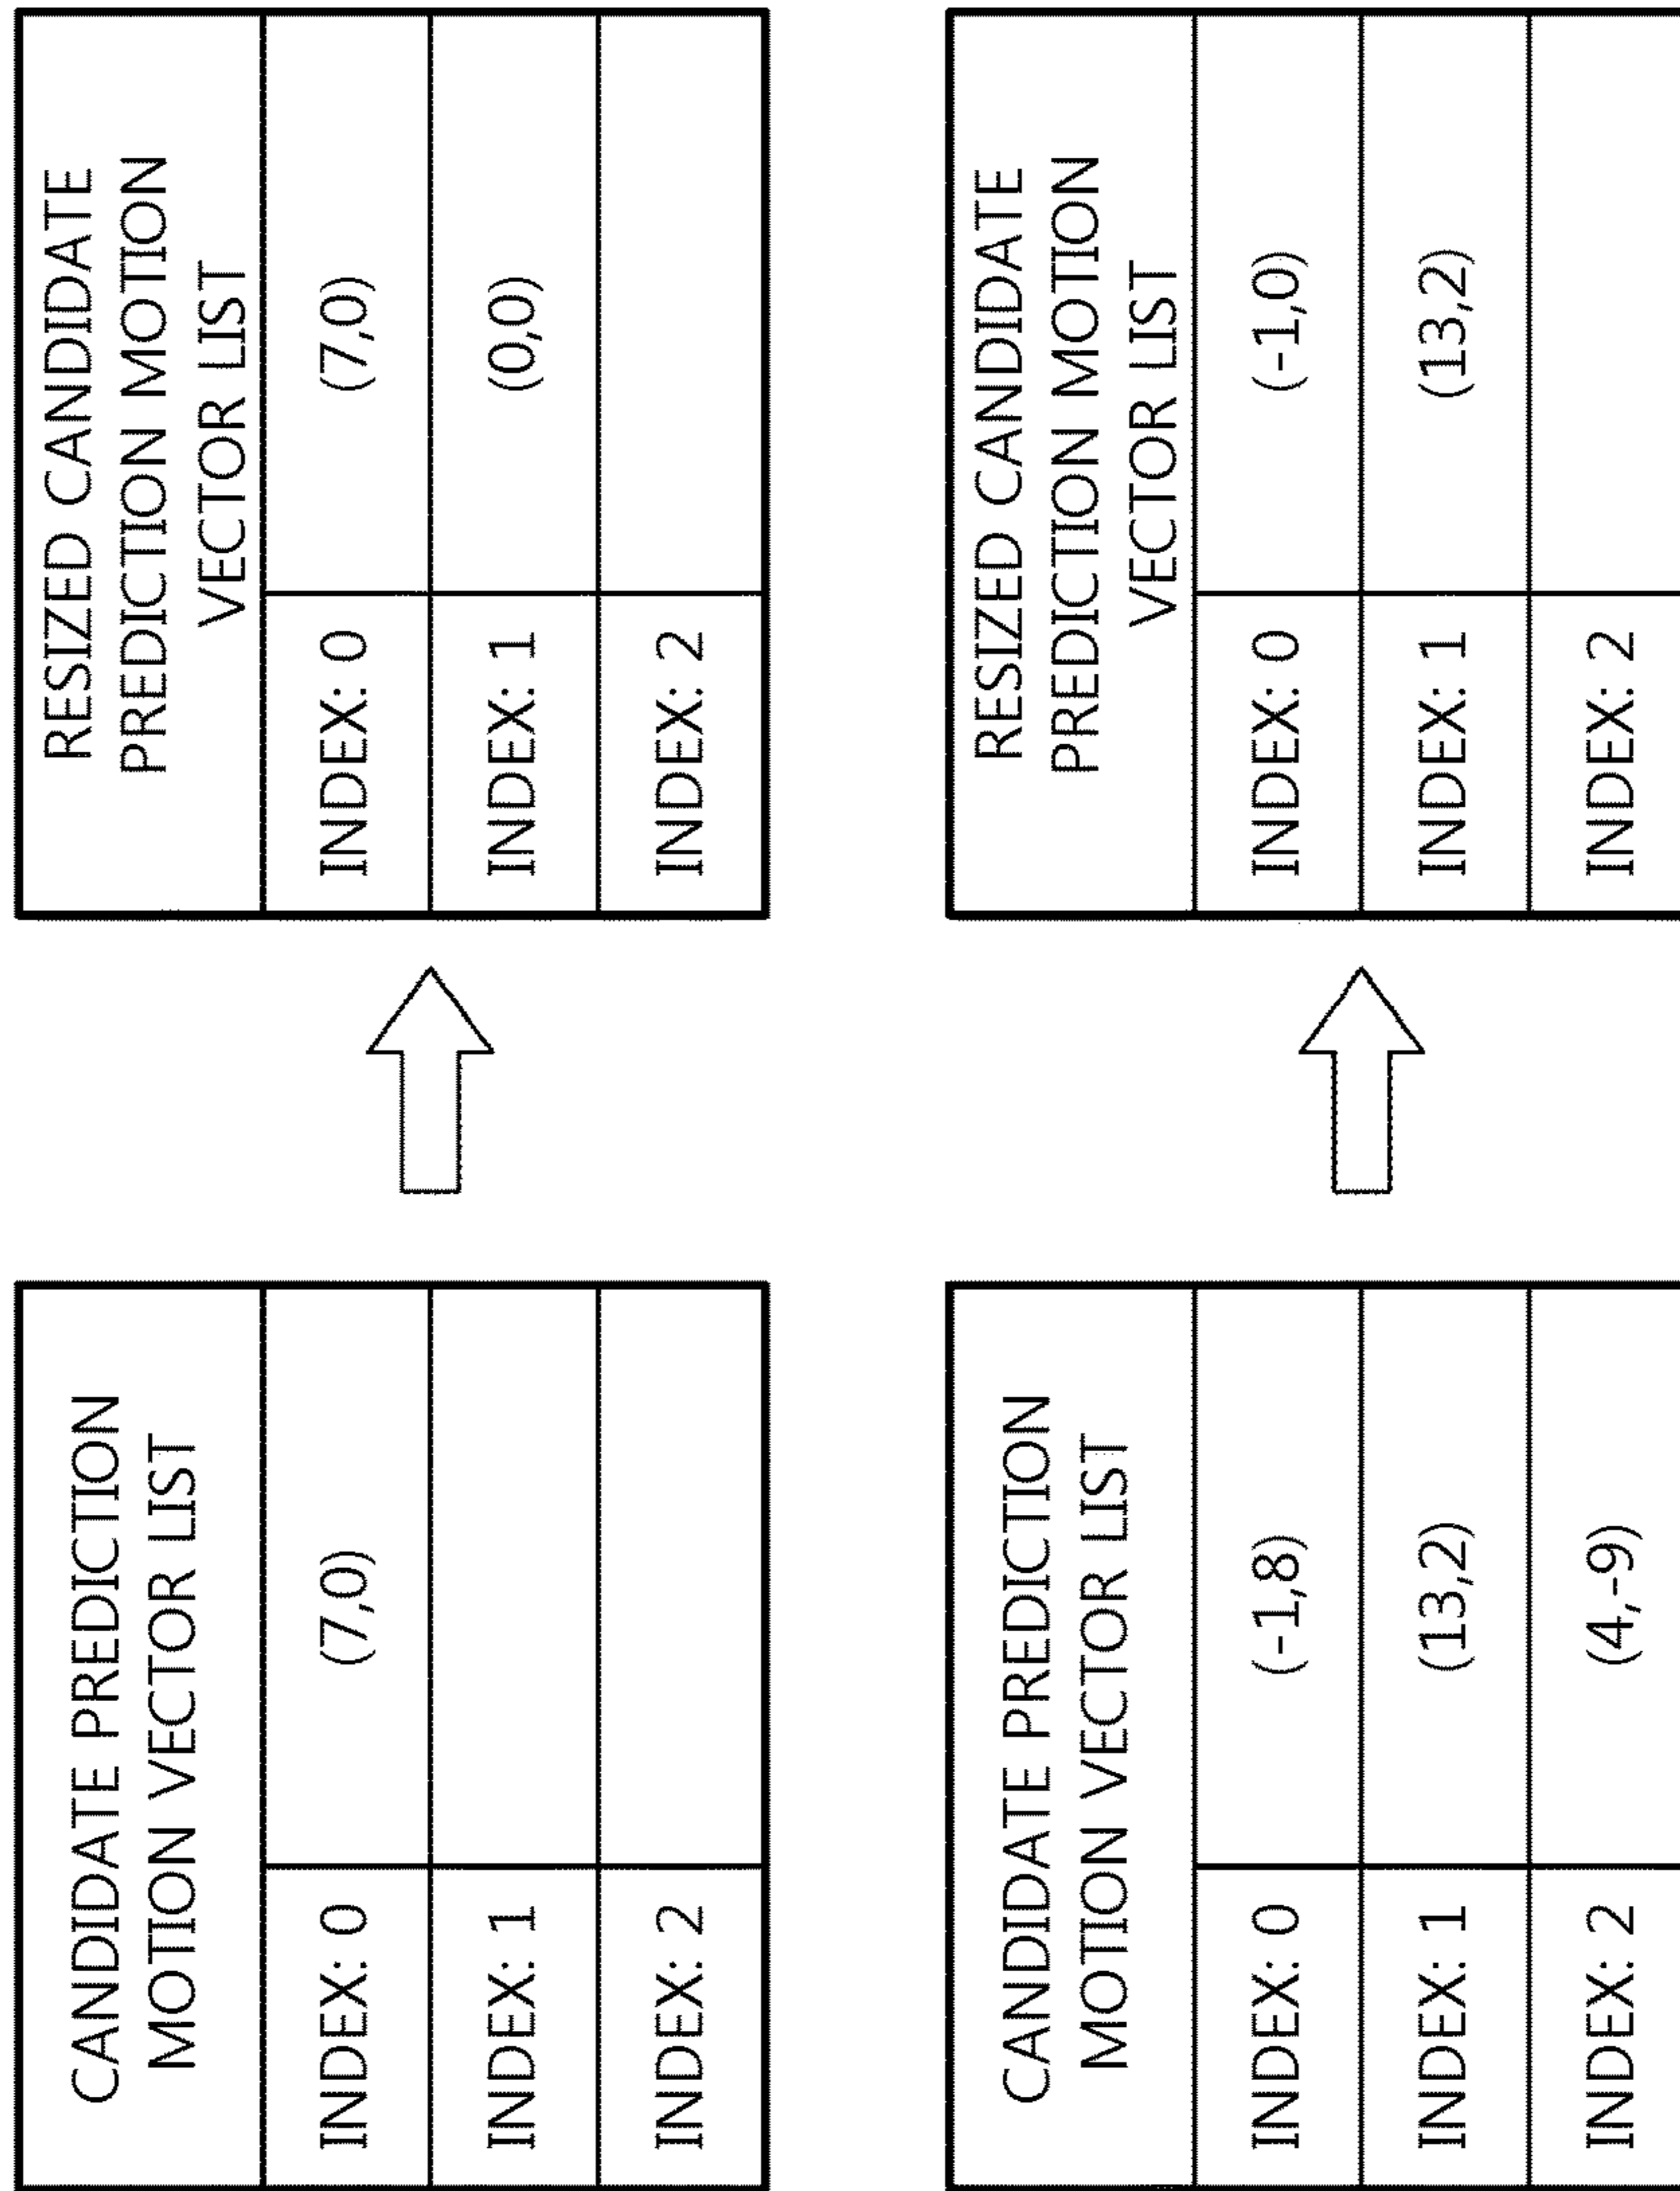 CANDIDATE PREDICTION
MOTION VECTOR LIST
INDEX: 0 (7,0)
INDEX: 1
INDEX: 2
RESIZED CANDIDATE
PREDICTION MOTION
VECTOR LIST
INDEX: 0 (7,0)
INDEX: 1 (0,0)
INDEX: 2
CANDIDATE PREDICTION
MOTION VECTOR LIST
INDEX: 0 (-1,8)
INDEX: 1 (13,2)
INDEX: 2 (4,-9)
RESIZED CANDIDATE
PREDICTION MOTION
VECTOR LIST
INDEX: 0 (-1,0)
INDEX: 1 (13,2)
INDEX: 2